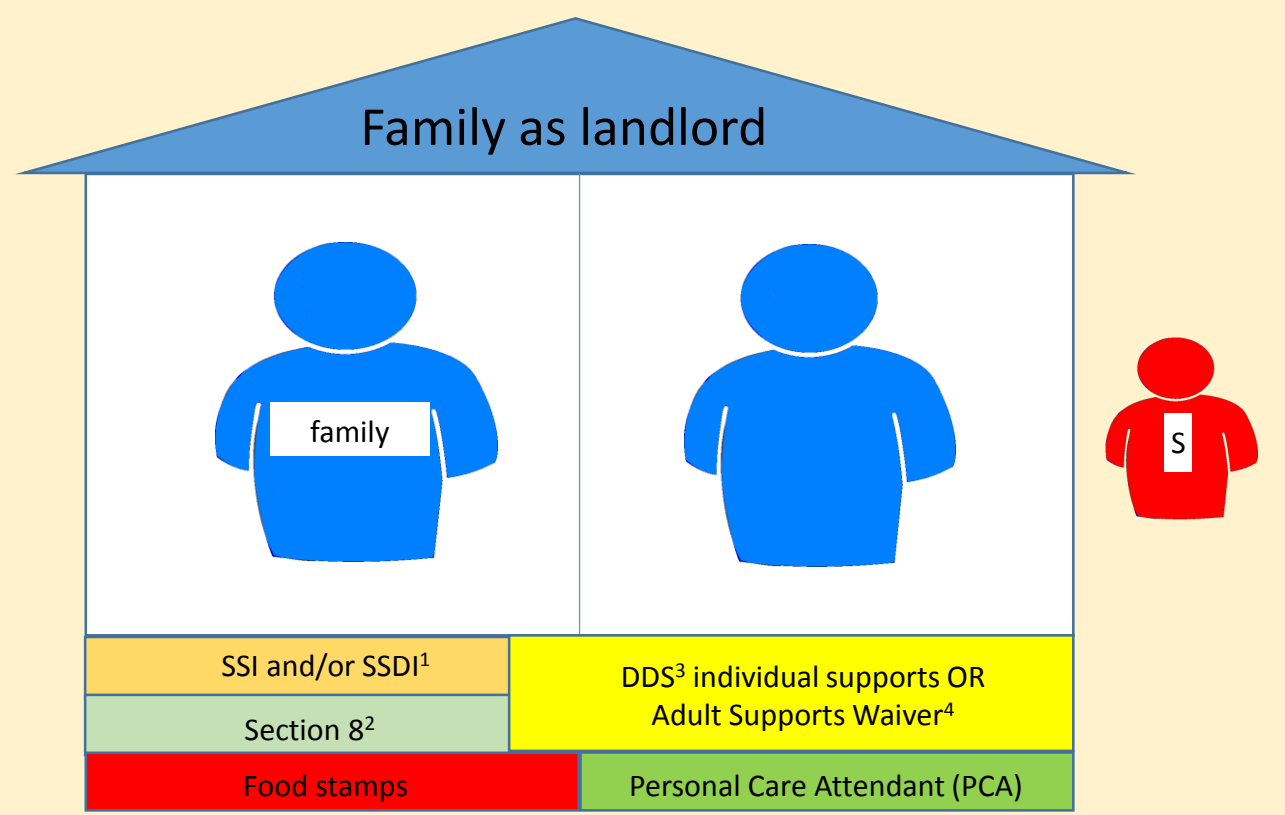 Family as landlord
family
S
SSI and/or SSDI¹
DDS³ individual supports OR
Adult Supports Waiver⁴
Section 8²
Food stamps
Personal Care Attendant (PCA)